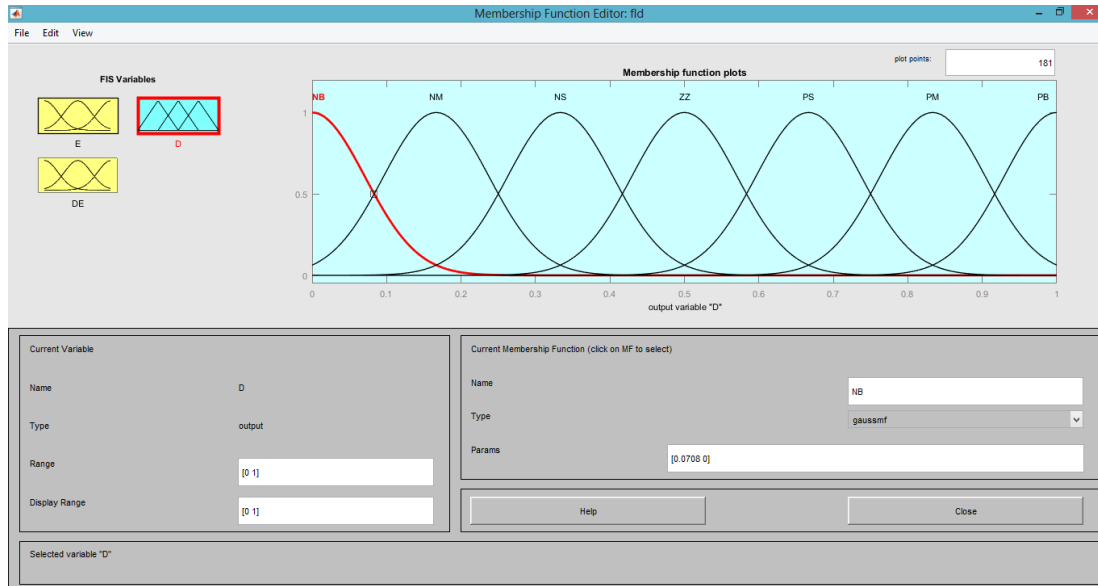 Membership Function Editor: fld
File Edit View
FIS Variables
E
D
DE
plot points:
181
Membership function plots
NB NM NS ZZ PS PM PB
1
0.5
0
0 0.1 0.2 0.3 0.4 0.5 0.6 0.7 0.8 0.9 1
output variable "D"
Current Variable
Name D
Type output
Range [0 1]
Display Range [0 1]
Current Membership Function (click on MF to select)
Name NB
Type gaussmf
Params [0.0708 0]
Help Close
Selected variable "D"